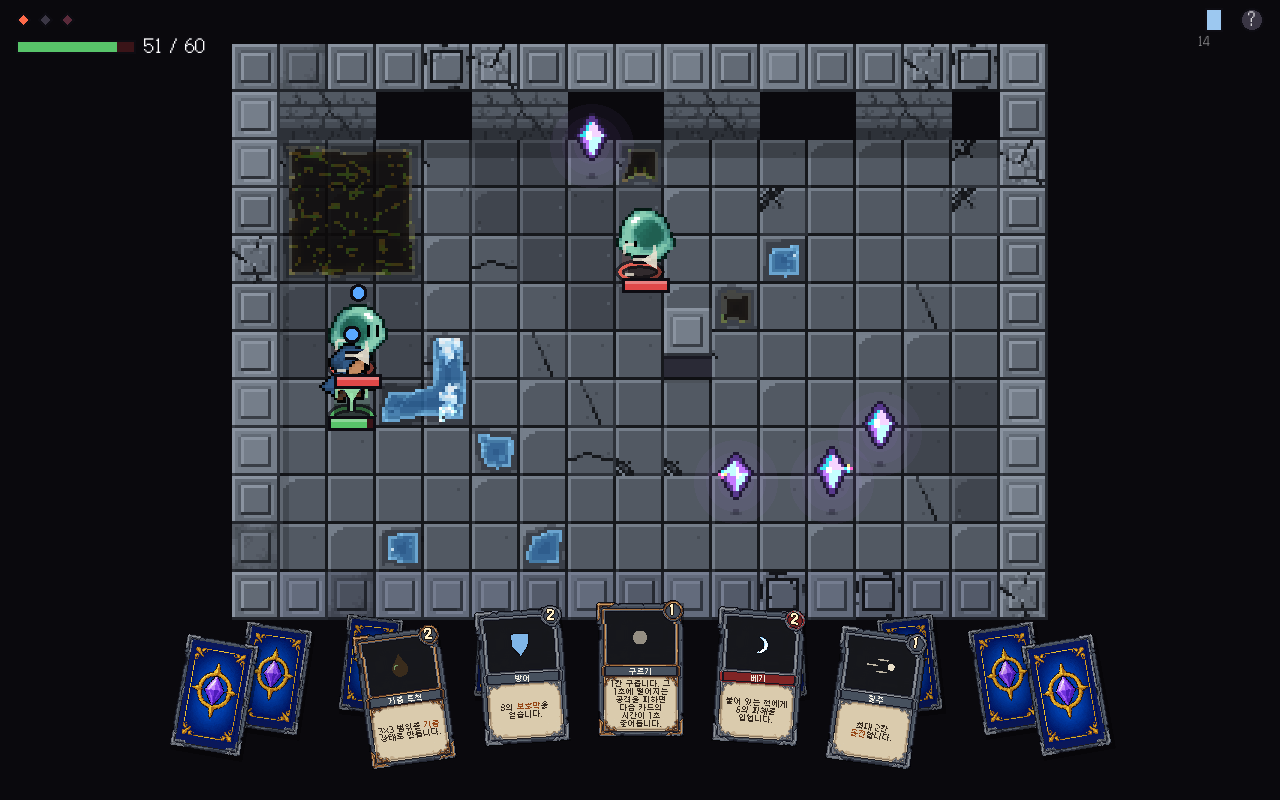 51 / 60
?
14
2
기름 투척
3X3 범위를 기름
상태로 만듭니다.
2
방어
8의 보호막을
얻습니다.
1
구르기
1칸 구릅니다. 그
1초에 떨어지는
공격을 피하면
다음 카드의
시간이 1초
줄어듭니다.
2
베기
붙어 있는 적에게
6의 피해를
입힙니다.
1
질주
최대 2칸
돌진합니다.